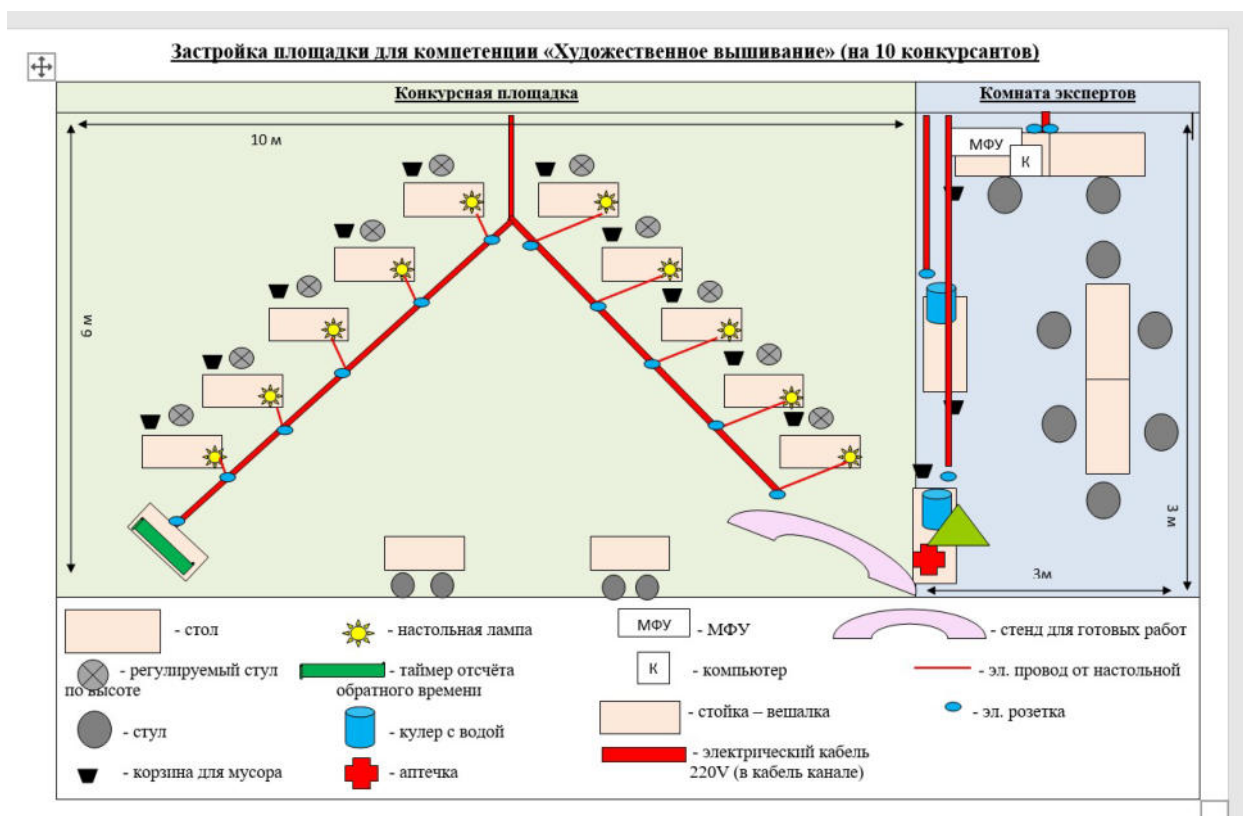 Застройка площадки для компетенции «Художественное вышивание» (на 10 конкурсантов)
Конкурсная площадка
Комната экспертов
10 м
6 м
МФУ
К
3 м
3м
- стол
- настольная лампа
МФУ - МФУ
- стенд для готовых работ
- регулируемый стул
по высоте
- таймер отсчёта
обратного времени
К - компьютер
- эл. провод от настольной
- стул
- кулер с водой
- стойка – вешалка
- эл. розетка
- корзина для мусора
- аптечка
- электрический кабель
220V (в кабель канале)